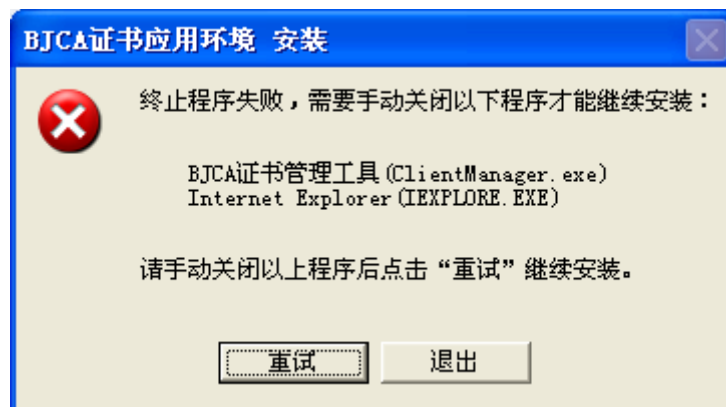 BJCA证书应用环境 安装
终止程序失败，需要手动关闭以下程序才能继续安装：
BJCA证书管理工具(ClientManager.exe)
Internet Explorer(IEXPLORE.EXE)
请手动关闭以上程序后点击“重试”继续安装。
重试
退出